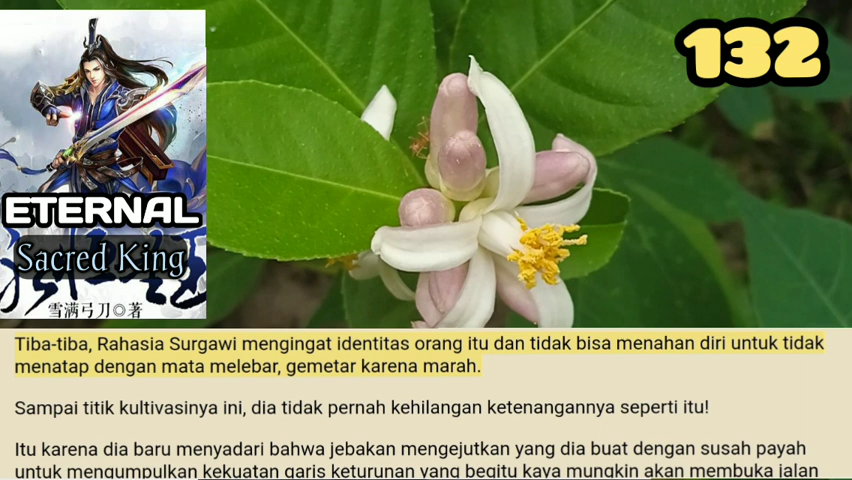 132
ETERNAL
Sacred King
雪满弓刀◎著
Tiba-tiba, Rahasia Surgawi mengingat identitas orang itu dan tidak bisa menahan diri untuk tidak
menatap dengan mata melebar, gemetar karena marah.
Sampai titik kultivasinya ini, dia tidak pernah kehilangan ketenangannya seperti itu!
Itu karena dia baru menyadari bahwa jebakan mengejutkan yang dia buat dengan susah payah
untuk mengumpulkan kekuatan garis keturunan yang begitu kaya mungkin akan membuka jalan